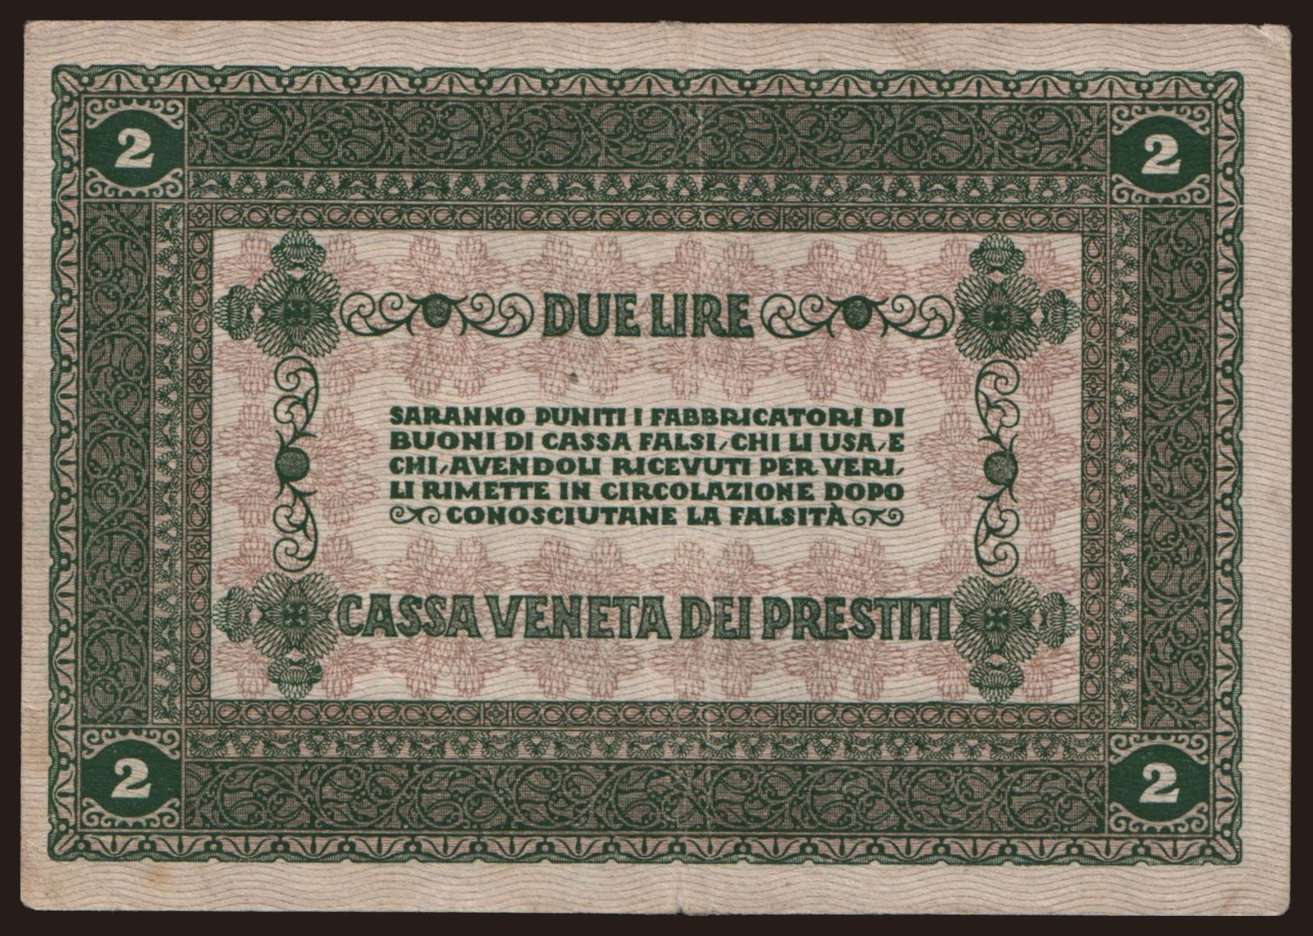 2 2
DUE LIRE
SARANNO PUNITI I FABBRICATORI DI
BUONI DI CASSA FALSI, CHI LI USA, E
CHI, AVENDOLI RICEVUTI PER VERI,
LI RIMETTE IN CIRCOLAZIONE DOPO
CONOSCIUTANE LA FALSITÀ
CASSA VENETA DEI PRESTITI
2 2